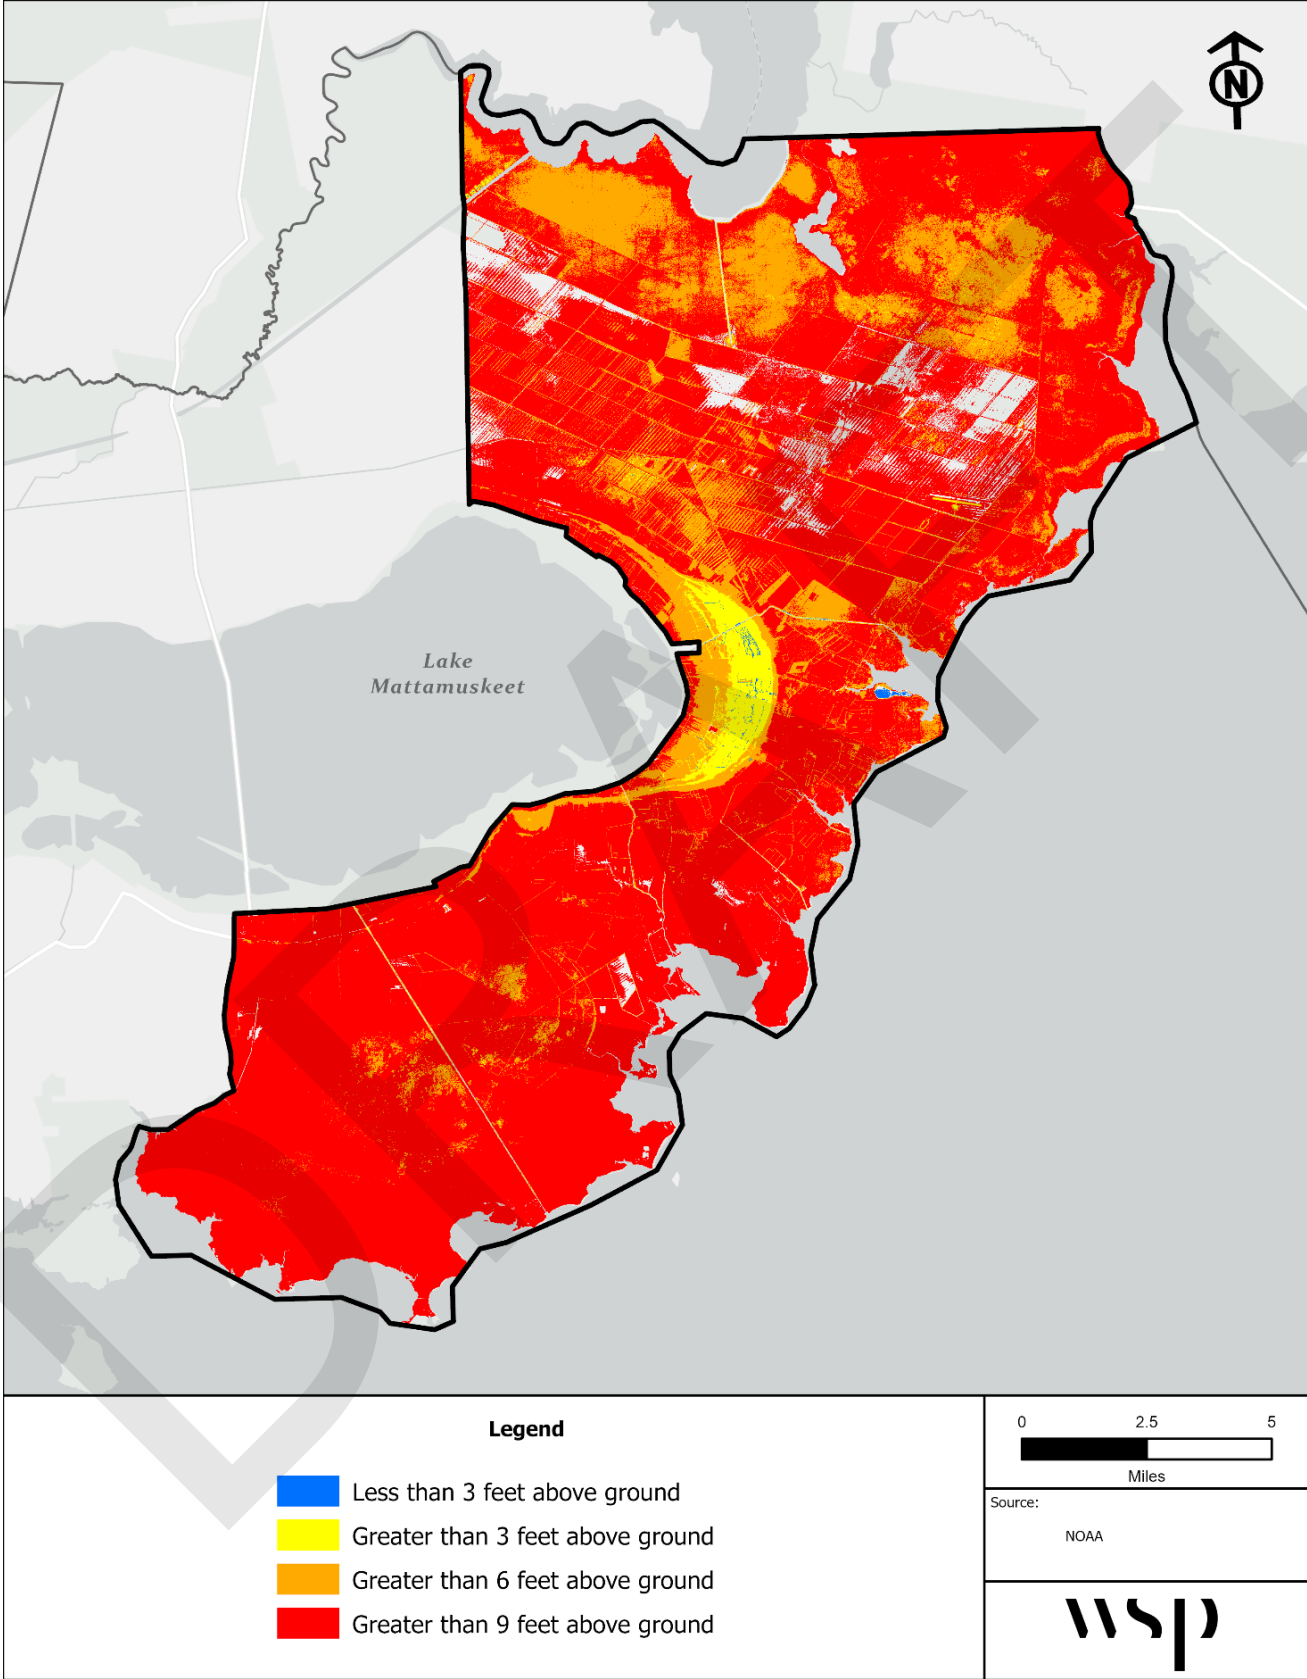 N
Lake
Mattamuskeet
DRAFT
Legend
Less than 3 feet above ground
Greater than 3 feet above ground
Greater than 6 feet above ground
Greater than 9 feet above ground
0 2.5 5
Miles
Source:
NOAA
wsp